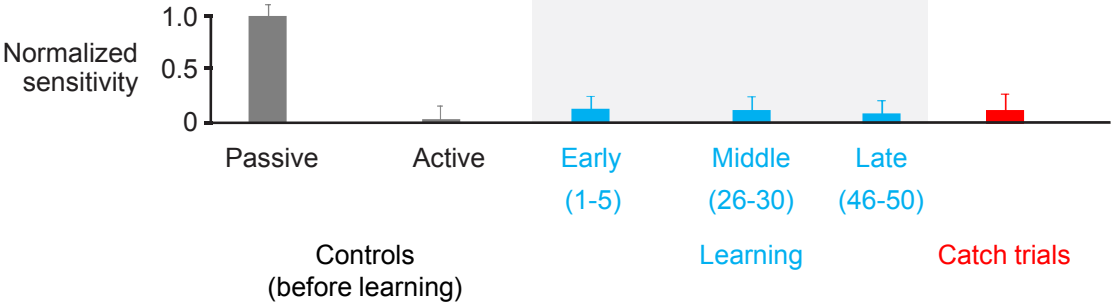 Normalized
sensitivity
1.0
0.5
0
Passive
Active
Early
(1-5)
Middle
(26-30)
Late
(46-50)
Controls
(before learning)
Learning
Catch trials